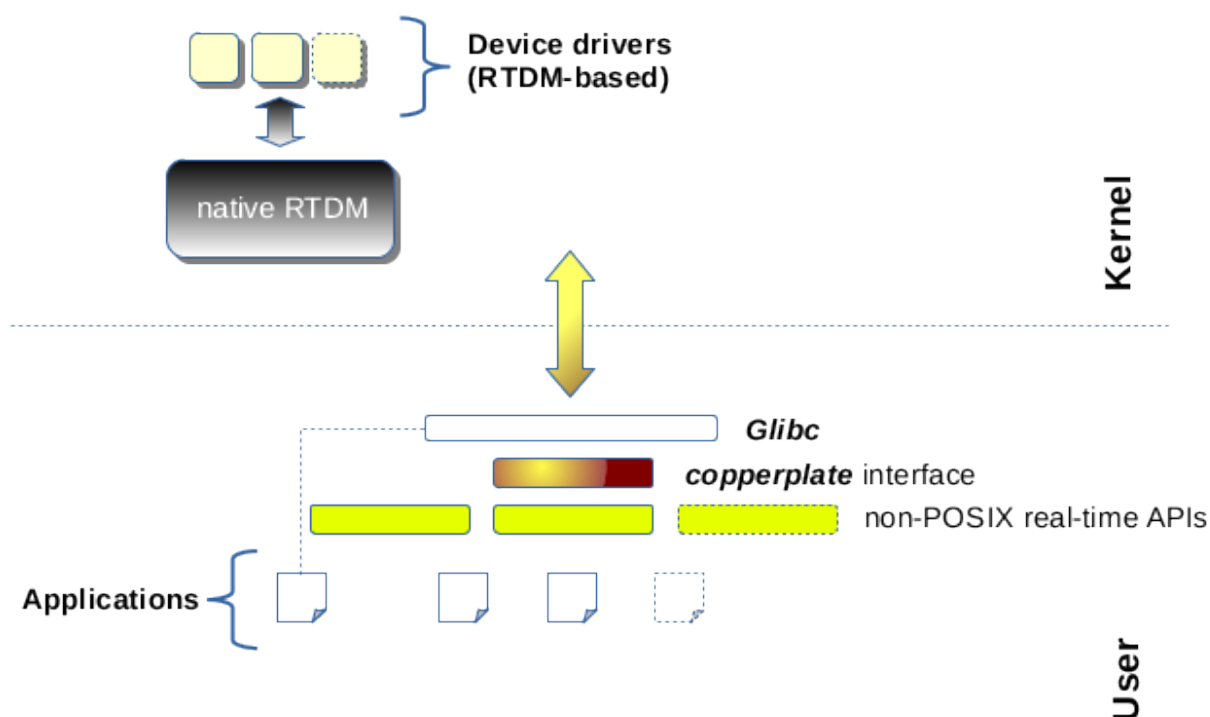 Device drivers
(RTDM-based)
native RTDM
Kernel
Glibc
copperplate interface
non-POSIX real-time APIs
Applications
User